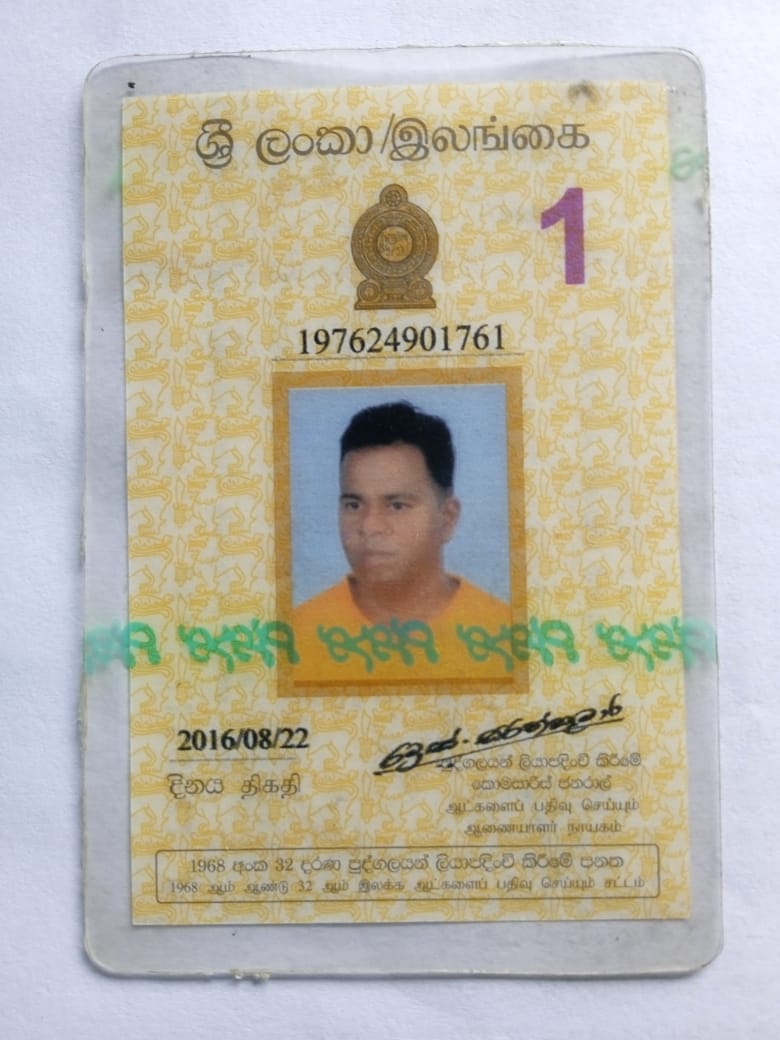 ශ්‍රී ලංකා/இலங்கை
1
197624901761
2016/08/22
දිනය திகதி
පුද්ගලයන් ලියාපදිංචි කිරීමේ
කොමසාරිස් ජනරාල්
ஆட்களைப் பதிவு செய்யும்
ஆணையாளர் நாயகம்
1968 අංක 32 දරණ පුද්ගලයන් ලියාපදිංචි කිරීමේ පනත
1968 ஆம் ஆண்டு 32 ஆம் இலக்க ஆட்களைப் பதிவு செய்யும் சட்டம்